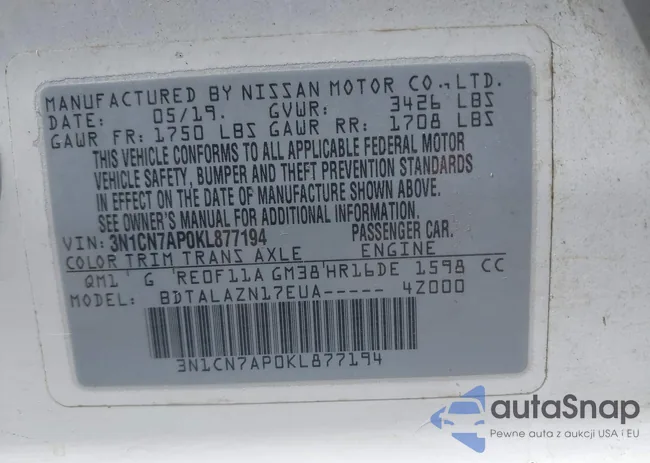 MANUFACTURED BY NISSAN MOTOR CO., LTD.
DATE: 05/19. GVWR: 3426 LBS
GAWR FR: 1750 LBS GAWR RR: 1708 LBS
THIS VEHICLE CONFORMS TO ALL APPLICABLE FEDERAL MOTOR
VEHICLE SAFETY, BUMPER AND THEFT PREVENTION STANDARDS
IN EFFECT ON THE DATE OF MANUFACTURE SHOWN ABOVE.
SEE OWNER'S MANUAL FOR ADDITIONAL INFORMATION.
VIN: 3N1CN7AP0KL877194 PASSENGER CAR.
COLOR TRIM TRANS AXLE ENGINE
QM1 G RE0F11A GM38 HR16DE 1598 CC
MODEL: BDTALAZN17EUA----- 4Z000
3N1CN7AP0KL877194
autaSnap
Pewne auta z aukcji USA i EU